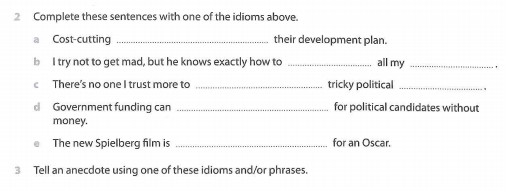 2 Complete these sentences with one of the idioms above.
a Cost-cutting ........................................ their development plan.
b I try not to get mad, but he knows exactly how to ........................ all my ........................ .
c There's no one I trust more to .................................... tricky political ........................ .
d Government funding can ........................................ for political candidates without
money.
e The new Spielberg film is ........................................ for an Oscar.
3 Tell an anecdote using one of these idioms and/or phrases.